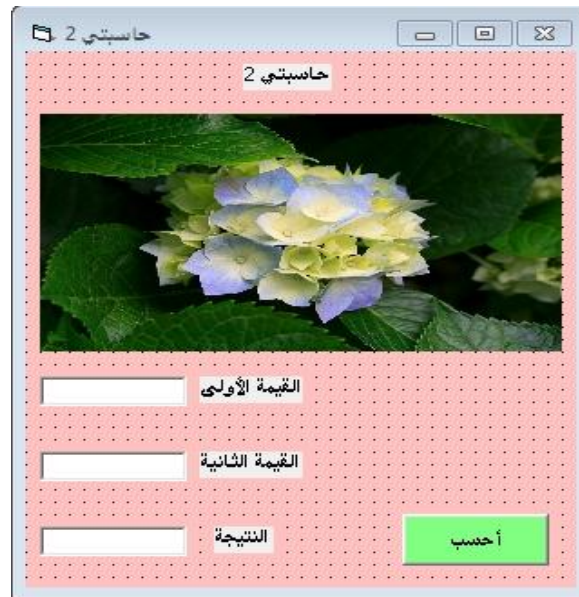 حاسبتي 2
حاسبتي 2
القيمة الأولى
القيمة الثانية
النتيجة
أحسب